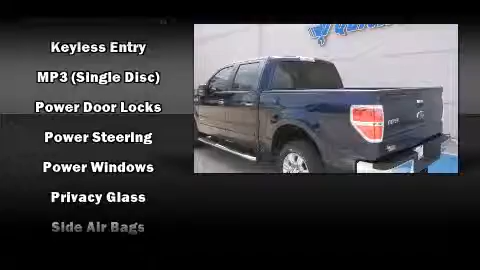 Keyless Entry
MP3 (Single Disc)
Power Door Locks
Power Steering
Power Windows
Privacy Glass
Side Air Bags